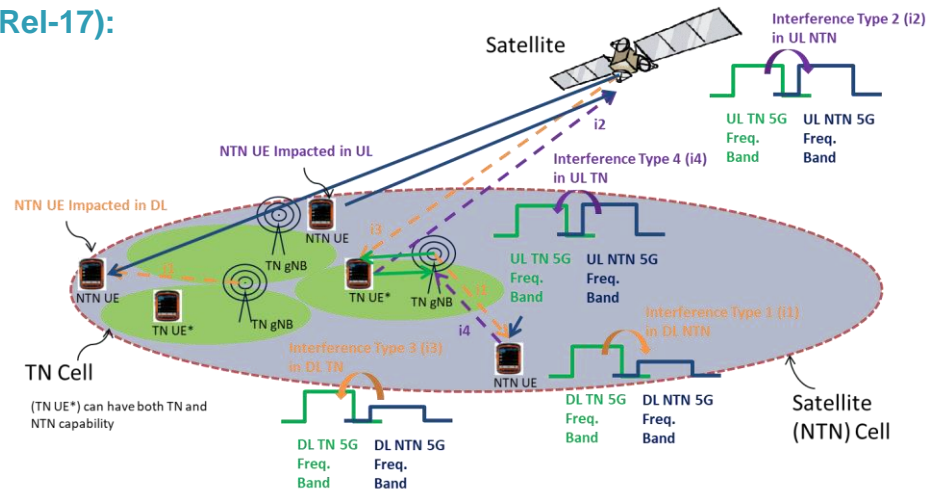 Rel-17):
Satellite
Interference Type 2 (i2)
in UL NTN
UL TN 5G
Freq.
Band
UL NTN 5G
Freq.
Band
i2
NTN UE Impacted in UL
Interference Type 4 (i4)
in UL TN
NTN UE Impacted in DL
NTN UE
TN gNB
i3
UL TN 5G
Freq.
Band
UL NTN 5G
Freq.
Band
NTN UE
TN UE*
TN gNB
TN UE*
TN gNB
i4
Interference Type 1 (i1)
in DL NTN
Interference Type 3 (i3)
in DL TN
NTN UE
TN Cell
(TN UE*) can have both TN and
NTN capability
DL TN 5G
Freq.
Band
DL NTN 5G
Freq.
Band
DL TN 5G
Freq.
Band
DL NTN 5G
Freq.
Band
Satellite
(NTN) Cell